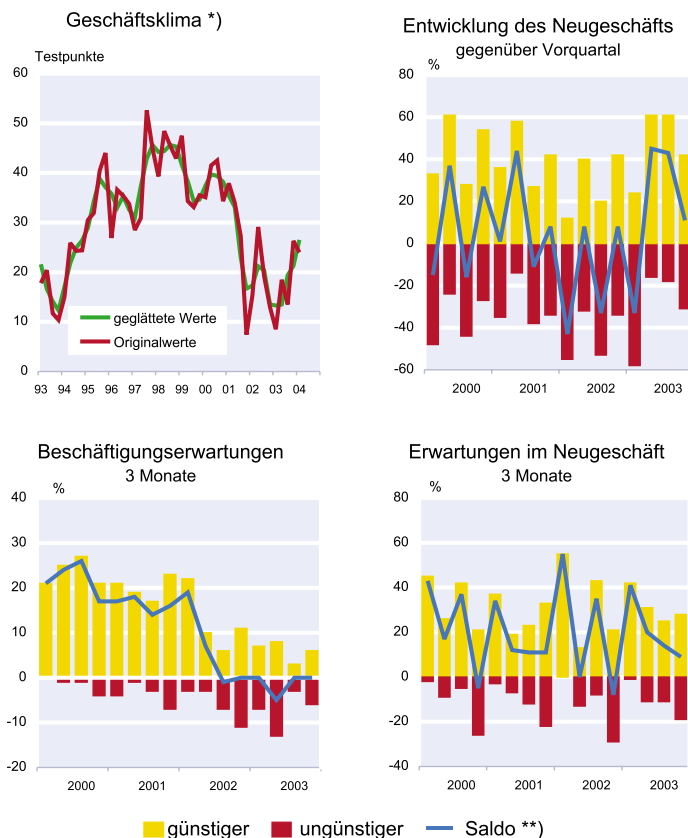 Geschäftsklima *)
Testpunkte
60
50
40
30
20
10
0
geglättete Werte
Originalwerte
93 94 95 96 97 98 99 00 01 02 03 04
Entwicklung des Neugeschäfts
gegenüber Vorquartal
%
80
60
40
20
0
-20
-40
-60
2000 2001 2002 2003
Beschäftigungserwartungen
3 Monate
%
40
30
20
10
0
-10
-20
2000 2001 2002 2003
Erwartungen im Neugeschäft
3 Monate
%
80
60
40
20
0
-20
-40
2000 2001 2002 2003
günstiger ungünstiger Saldo **)